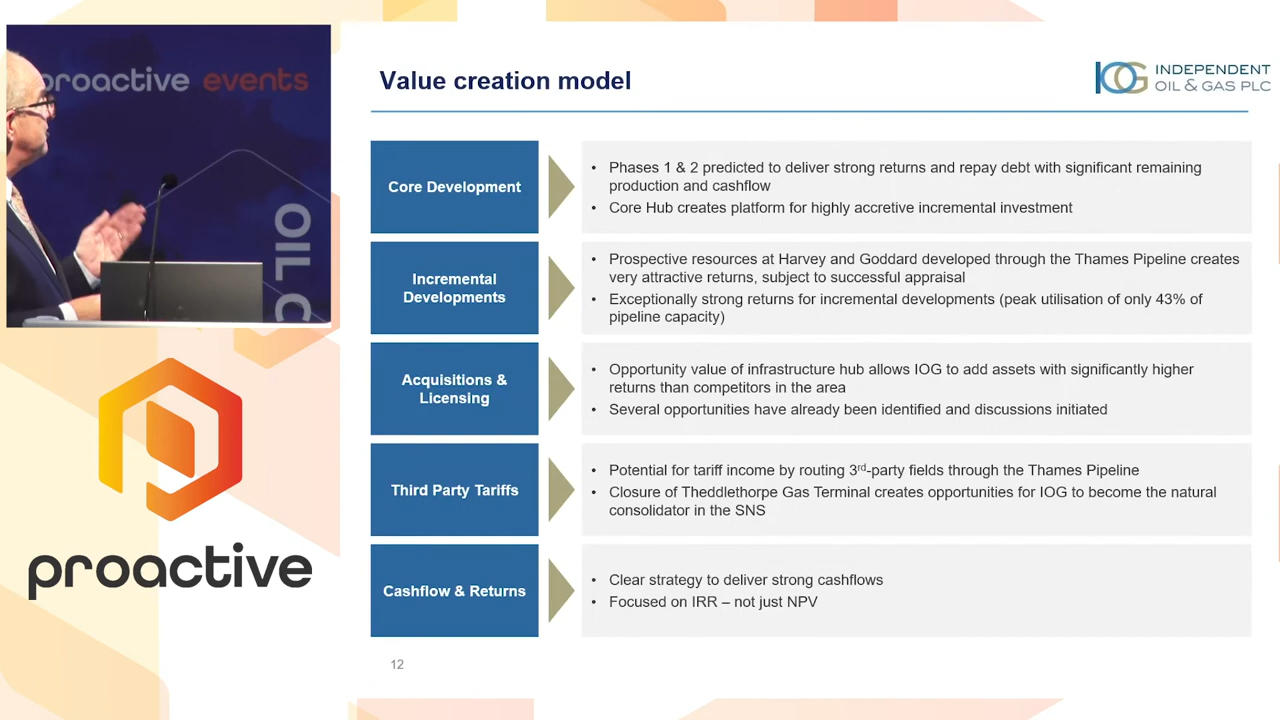 proactive events
OIL
Value creation model
IOG INDEPENDENT
OIL & GAS PLC
Core Development
• Phases 1 & 2 predicted to deliver strong returns and repay debt with significant remaining
production and cashflow
• Core Hub creates platform for highly accretive incremental investment
Incremental
Developments
• Prospective resources at Harvey and Goddard developed through the Thames Pipeline creates
very attractive returns, subject to successful appraisal
• Exceptionally strong returns for incremental developments (peak utilisation of only 43% of
pipeline capacity)
Acquisitions &
Licensing
• Opportunity value of infrastructure hub allows IOG to add assets with significantly higher
returns than competitors in the area
• Several opportunities have already been identified and discussions initiated
Third Party Tariffs
• Potential for tariff income by routing 3rd-party fields through the Thames Pipeline
• Closure of Theddlethorpe Gas Terminal creates opportunities for IOG to become the natural
consolidator in the SNS
Cashflow & Returns
• Clear strategy to deliver strong cashflows
• Focused on IRR – not just NPV
12
proactive